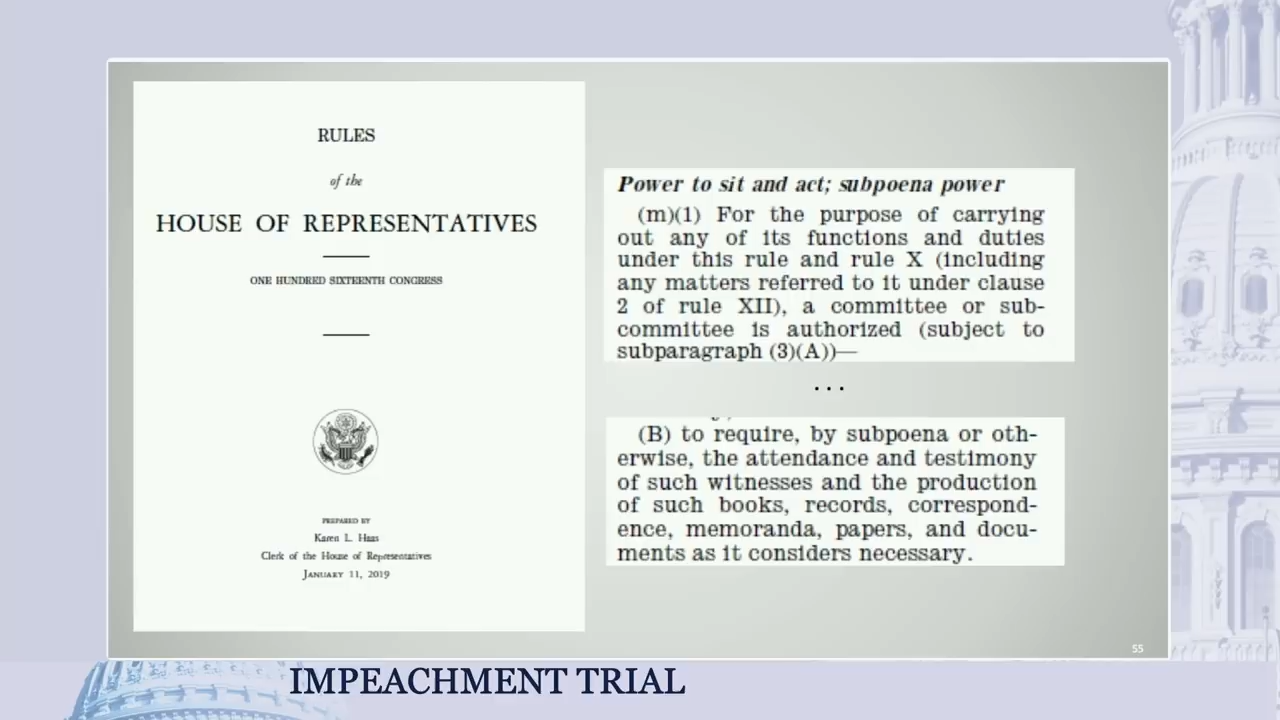 RULES
of the
HOUSE OF REPRESENTATIVES
ONE HUNDRED SIXTEENTH CONGRESS
PREPARED BY
Karen L. Haas
Clerk of the House of Representatives
JANUARY 11, 2019
Power to sit and act; subpoena power
(m)(1) For the purpose of carrying
out any of its functions and duties
under this rule and rule X (including
any matters referred to it under clause
2 of rule XII), a committee or sub-
committee is authorized (subject to
subparagraph (3)(A))—
...
(B) to require, by subpoena or oth-
erwise, the attendance and testimony
of such witnesses and the production
of such books, records, correspond-
ence, memoranda, papers, and docu-
ments as it considers necessary.
55
IMPEACHMENT TRIAL